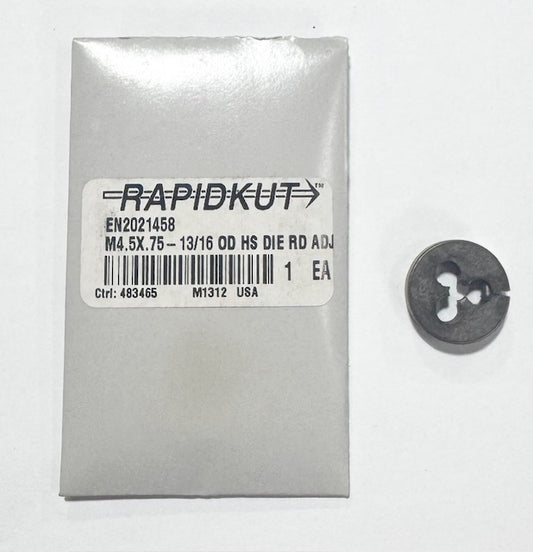 RAPIDKUT™
EN2021458
M4.5X.75-13/16 OD HS DIE RD ADJ
1 EA
Ctrl: 483465 M1312 USA